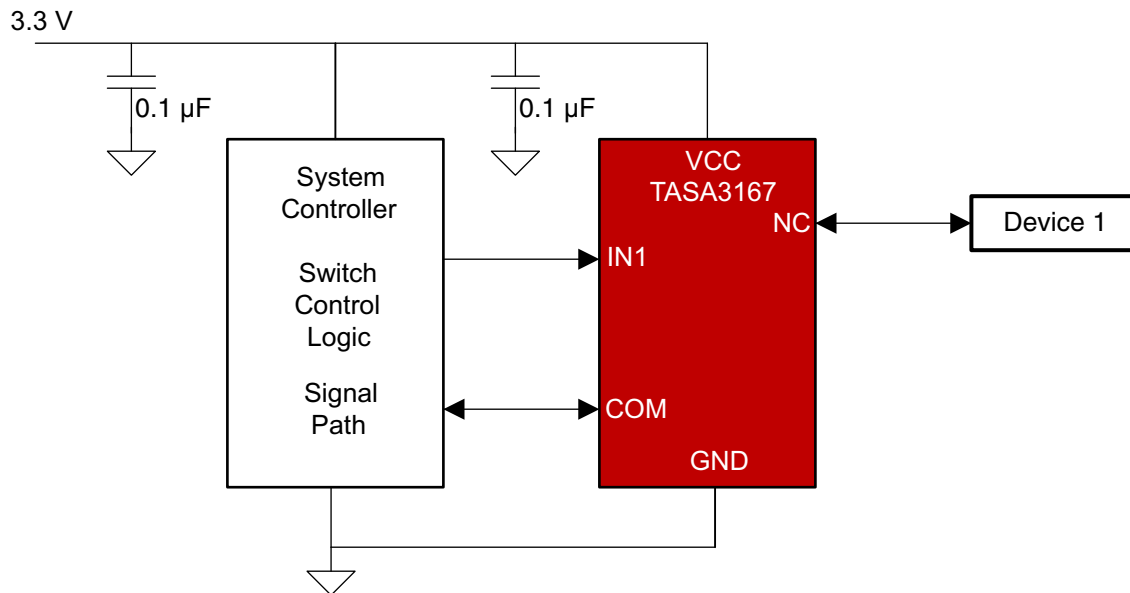 3.3 V
0.1 µF
0.1 µF
System
Controller
Switch
Control
Logic
Signal
Path
VCC
TASA3167
NC
IN1
COM
GND
Device 1